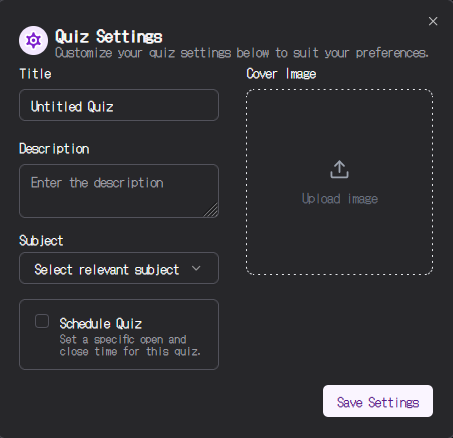 Quiz Settings
Customize your quiz settings below to suit your preferences.
Title
Untitled Quiz
Description
Enter the description
Subject
Select relevant subject
Schedule Quiz
Set a specific open and
close time for this quiz.
Cover Image
Upload Image
Save Settings